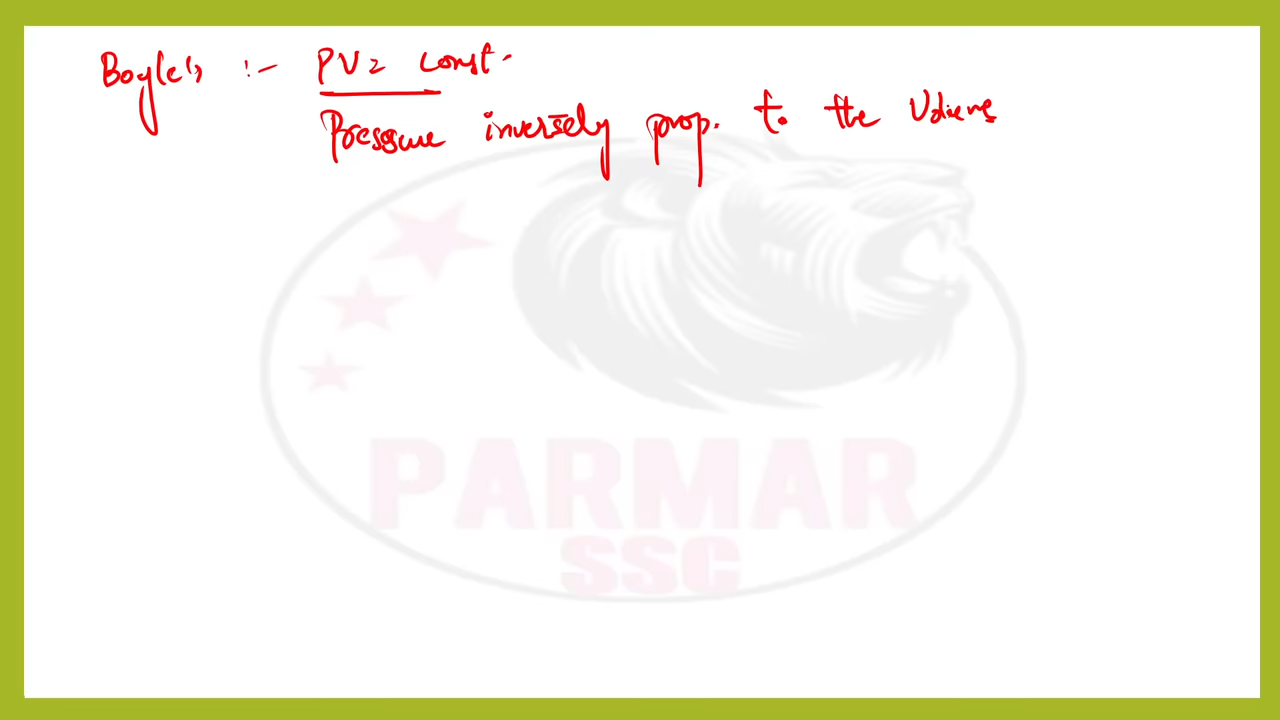 Boyle's :- PV = const.
Pressure inversely prop. to the Volume
PARMAR
SSC